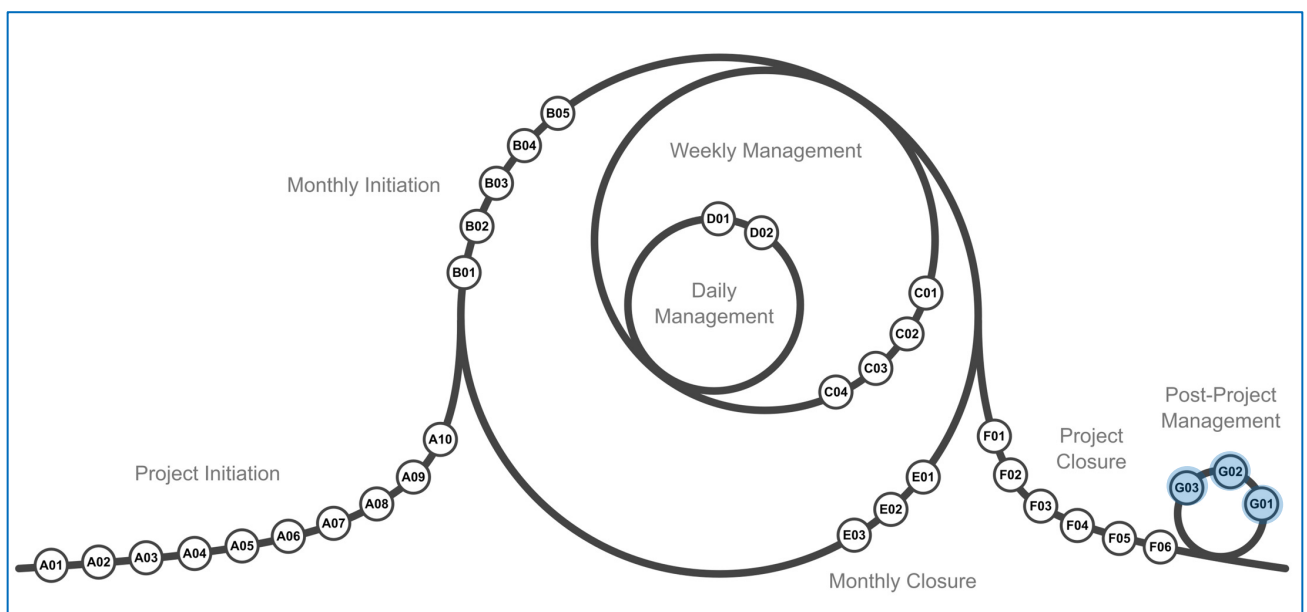 Project Initiation
A01
A02
A03
A04
A05
A06
A07
A08
A09
A10
Monthly Initiation
B01
B02
B03
B04
B05
Weekly Management
C01
C02
C03
C04
Daily
Management
D01
D02
Monthly Closure
E01
E02
E03
Project
Closure
F01
F02
F03
F04
F05
F06
Post-Project
Management
G01
G02
G03